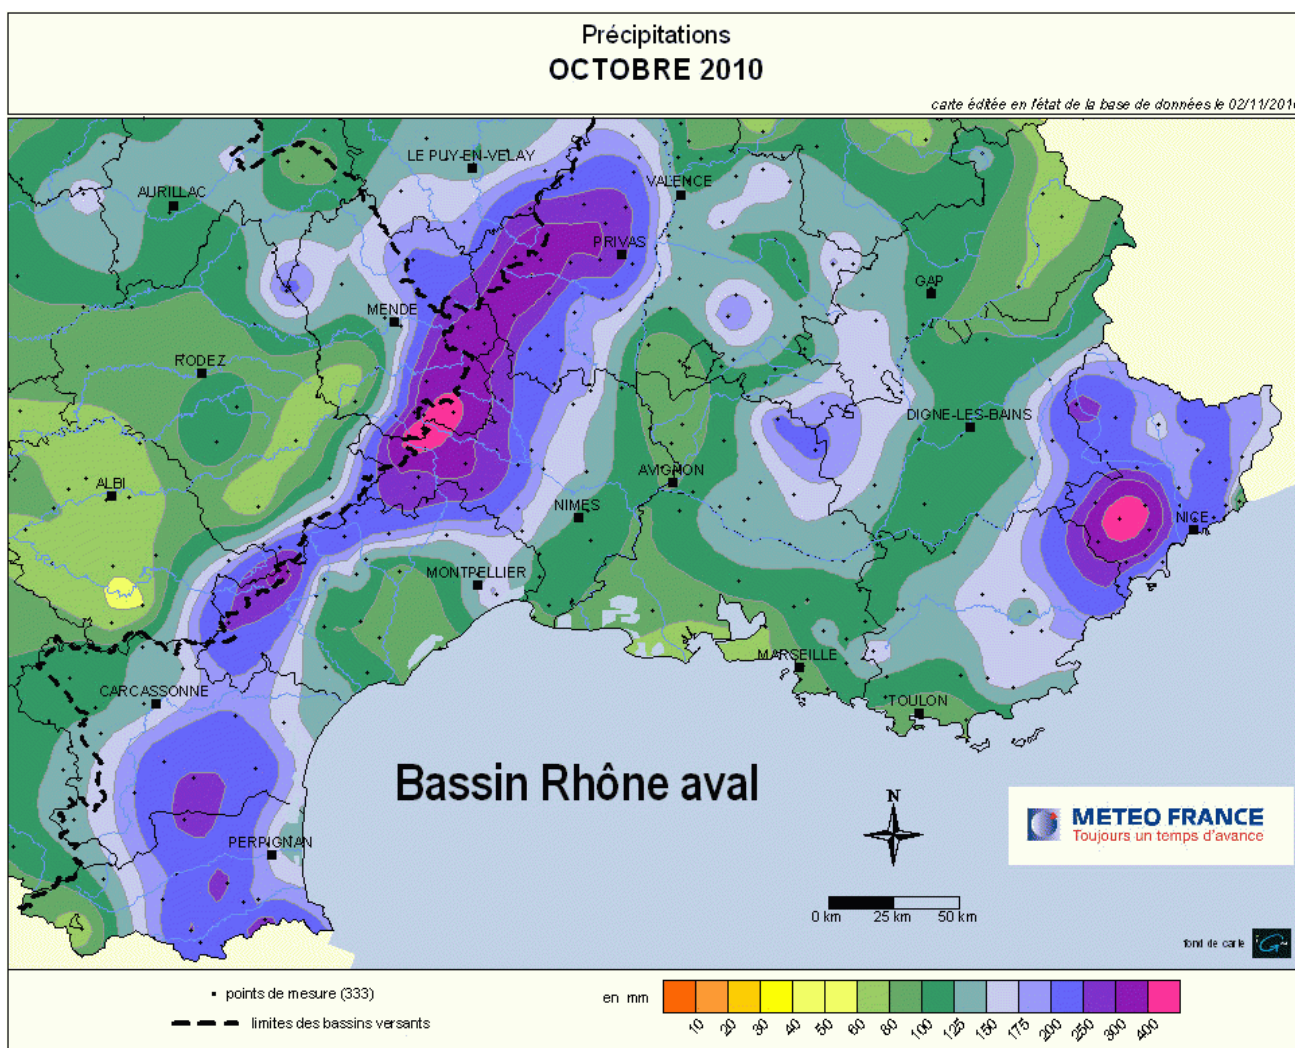 Précipitations
OCTOBRE 2010
carte éditée en l'état de la base de données le 02/11/2010
LE PUY-EN-VELAY
AURILLAC
VALENCE
PRIVAS
GAP
MENDE
RODEZ
DIGNE-LES-BAINS
ALBI
AVIGNON
NIMES
NICE
MONTPELLIER
MARSEILLE
CARCASSONNE
TOULON
Bassin Rhône aval
PERPIGNAN
N
METEO FRANCE
Toujours un temps d'avance
0 km 25 km 50 km
fond de carte
points de mesure (333)
limites des bassins versants
en mm
10 20 30 40 50 60 80 100 125 150 175 200 250 300 400